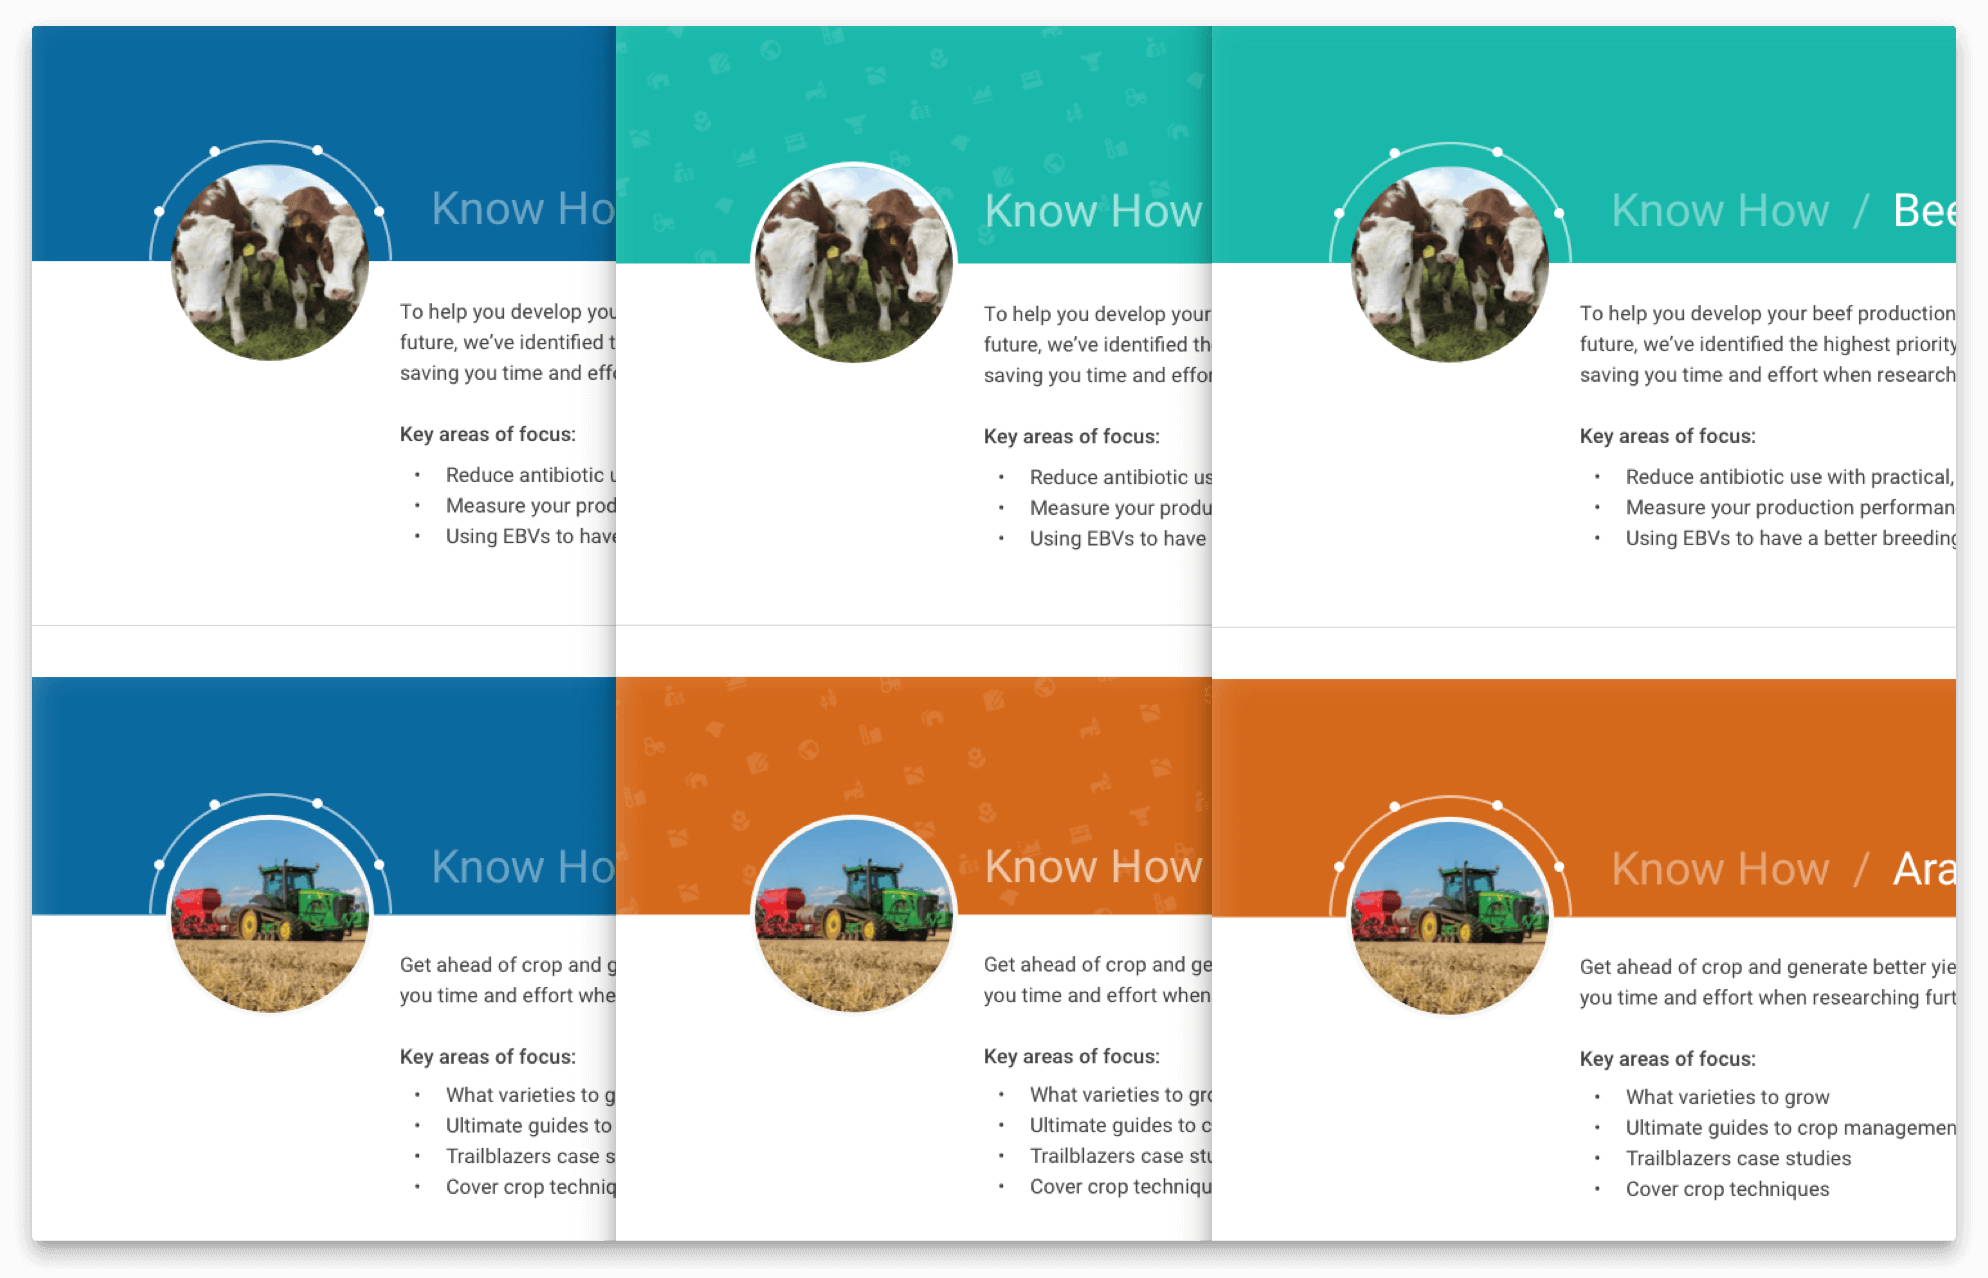 Know Ho
To help you develop you
future, we’ve identified t
saving you time and effe
Key areas of focus:
• Reduce antibiotic u
• Measure your prod
• Using EBVs to have
Know How
To help you develop your
future, we’ve identified th
saving you time and effor
Key areas of focus:
• Reduce antibiotic us
• Measure your produ
• Using EBVs to have
Know How / Bee
To help you develop your beef production
future, we’ve identified the highest priority
saving you time and effort when research
Key areas of focus:
• Reduce antibiotic use with practical,
• Measure your production performan
• Using EBVs to have a better breeding
Know Ho
Get ahead of crop and g
you time and effort whe
Key areas of focus:
• What varieties to g
• Ultimate guides to
• Trailblazers case s
• Cover crop techniq
Know How
Get ahead of crop and ge
you time and effort when
Key areas of focus:
• What varieties to gro
• Ultimate guides to c
• Trailblazers case stu
• Cover crop techniqu
Know How / Ara
Get ahead of crop and generate better yie
you time and effort when researching furt
Key areas of focus:
• What varieties to grow
• Ultimate guides to crop managemen
• Trailblazers case studies
• Cover crop techniques